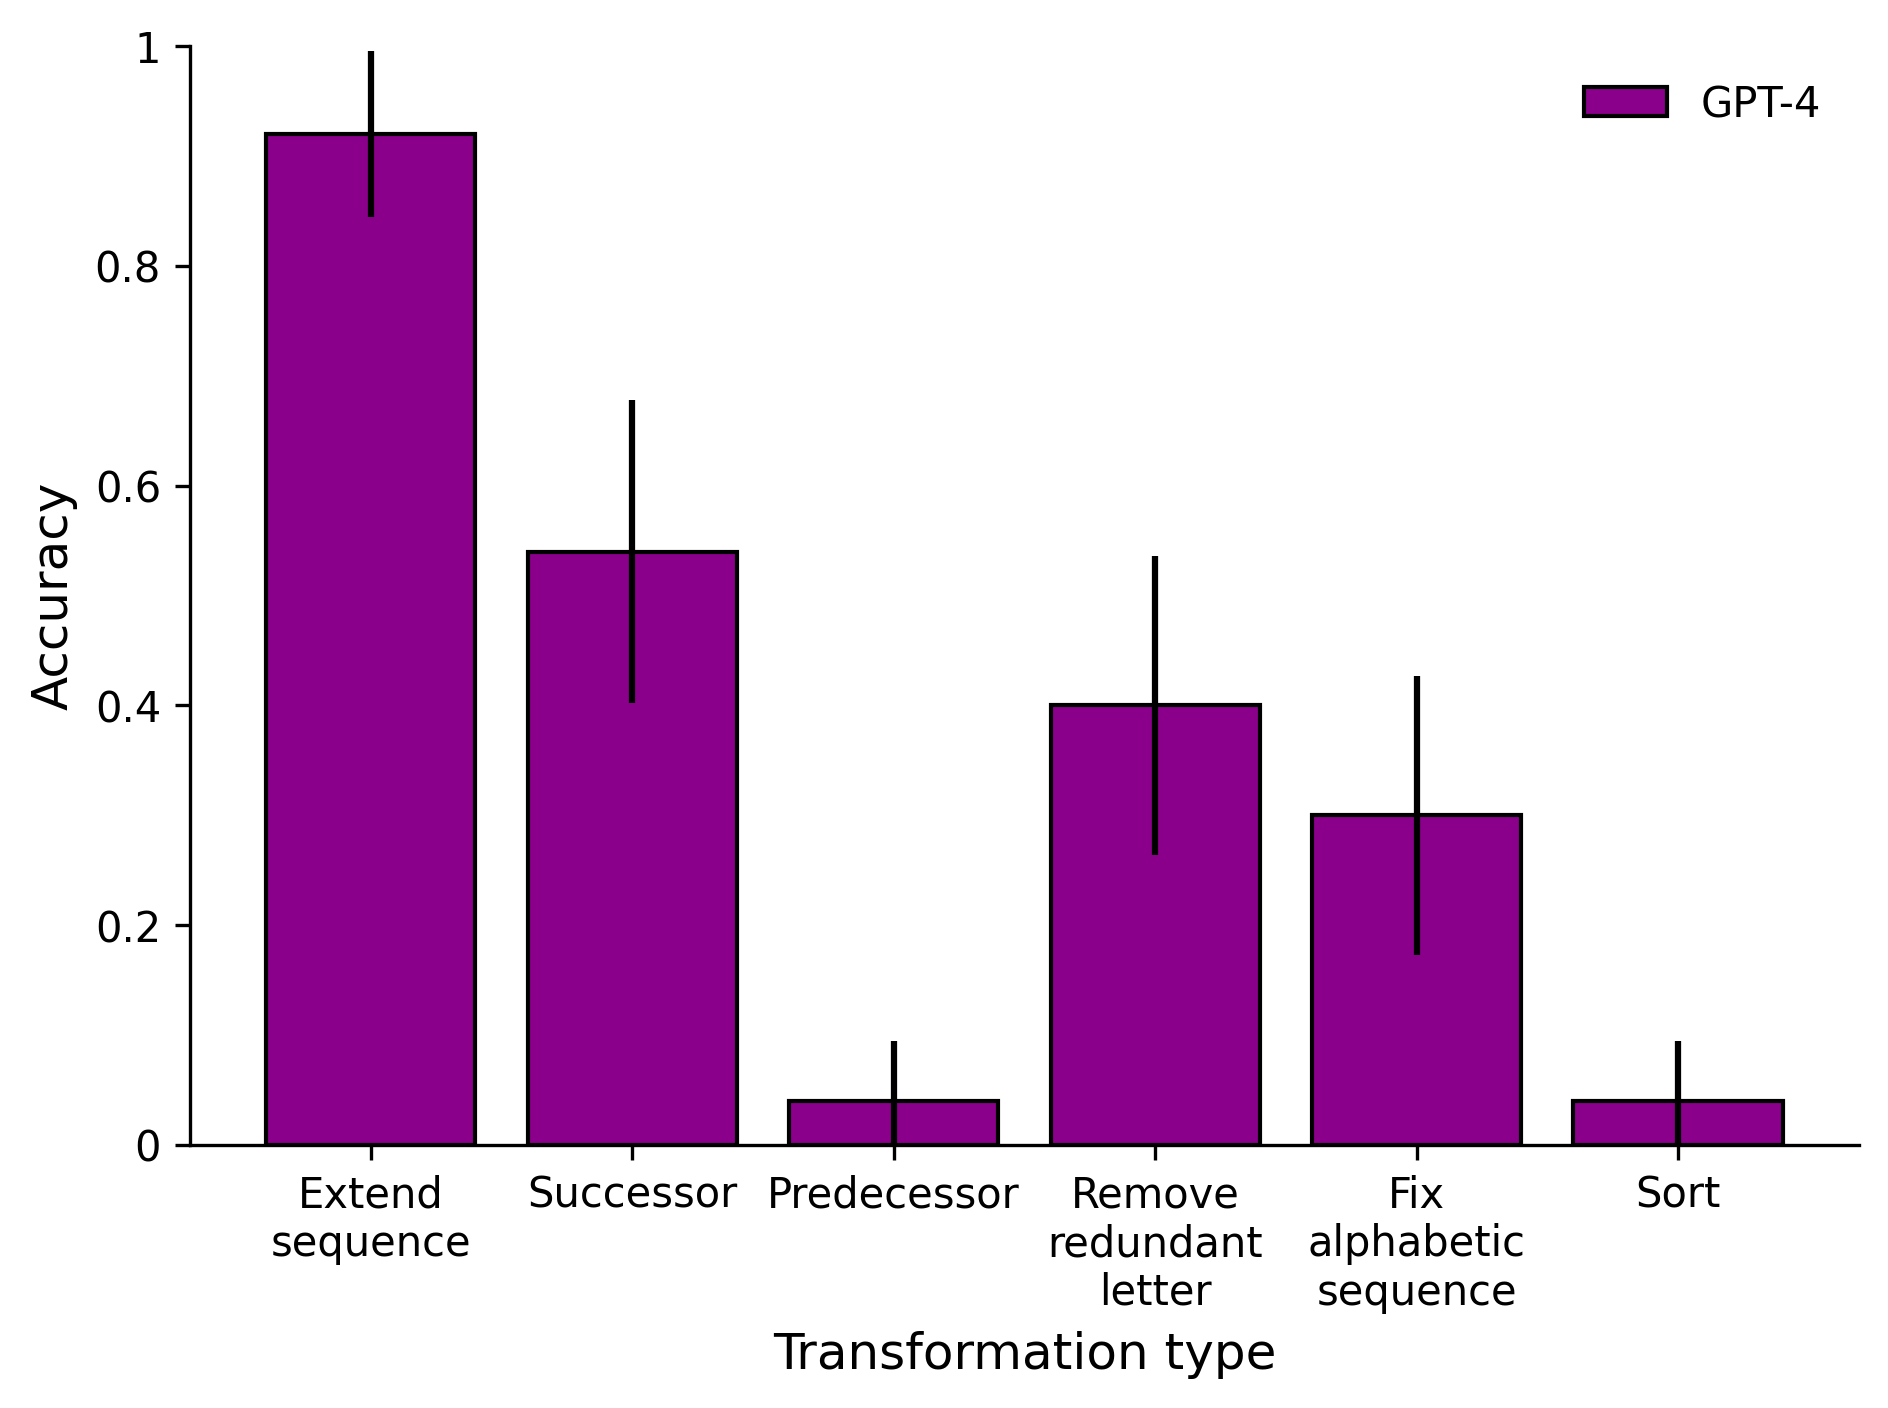 1
GPT-4
0.8
0.6
0.4
0.2
0
Accuracy
Extend
sequence
Successor
Predecessor
Remove
redundant
letter
Fix
alphabetic
sequence
Sort
Transformation type